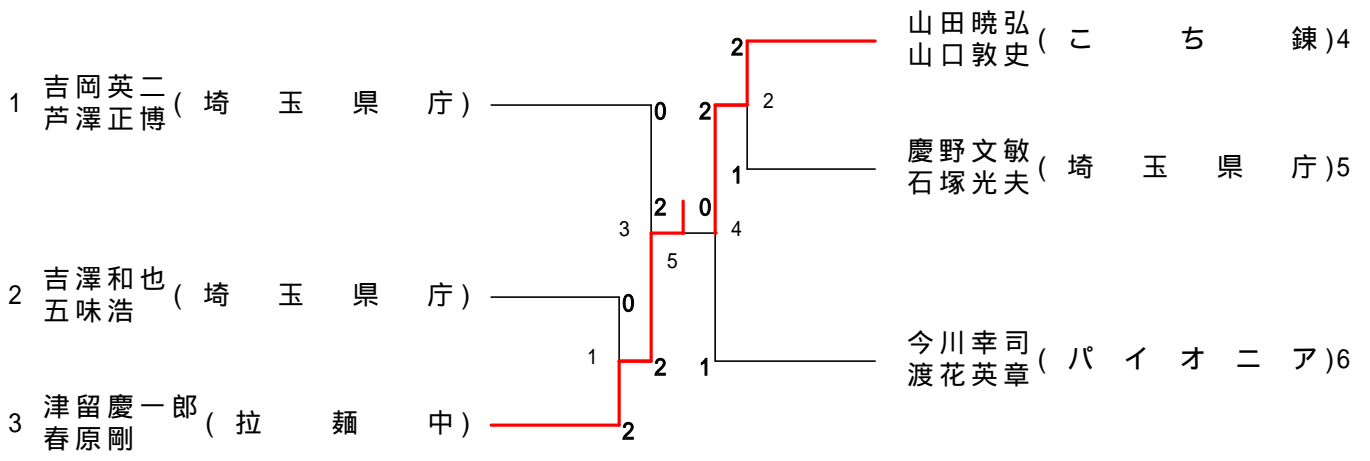 1 吉岡英二
芦澤正博 (埼玉県庁)
2 吉澤和也
五味浩 (埼玉県庁)
3 津留慶一郎
春原剛 (拉麺中)
0
2
3
0
1
2
2
5
2
0
4
2
2
1
1
山田暁弘
山口敦史 (こち錬)4
慶野文敏
石塚光夫 (埼玉県庁)5
今川幸司
渡花英章 (パイオニア)6